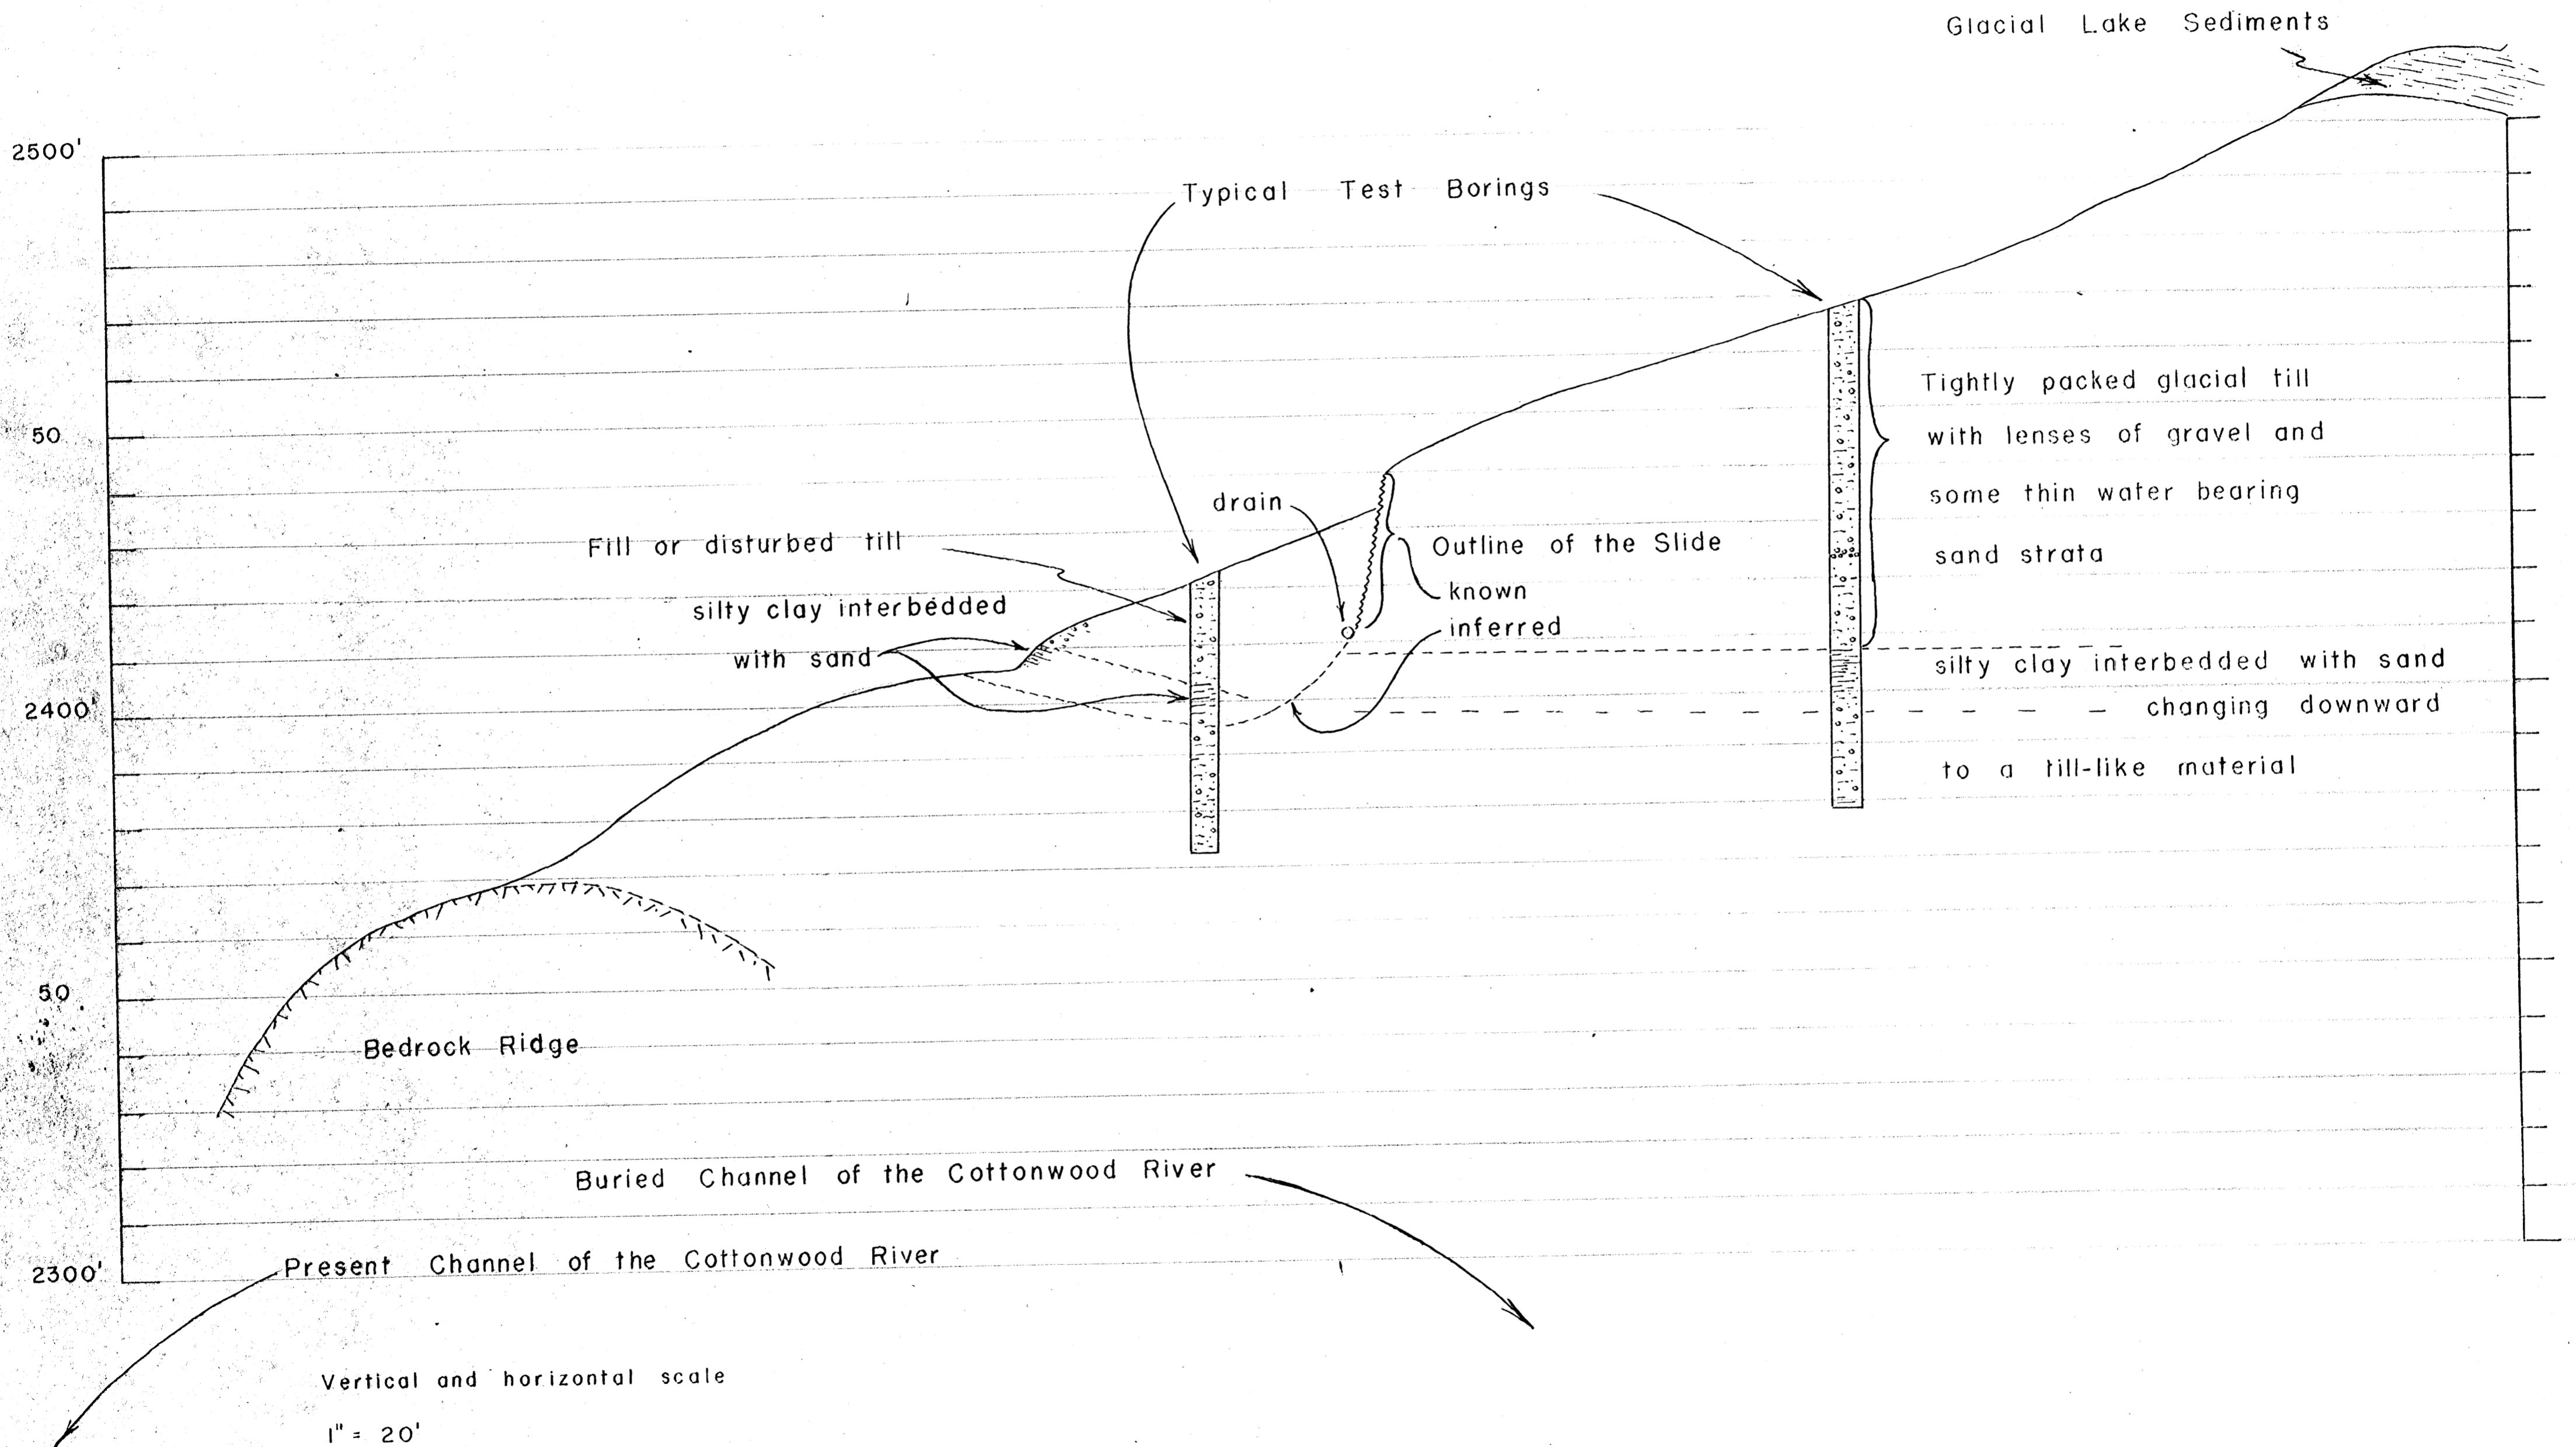 Glacial Lake Sediments
2500'
Typical Test Borings
Tightly packed glacial till
with lenses of gravel and
some thin water bearing
sand strata
50
drain
Fill or disturbed till
Outline of the Slide
known
inferred
silty clay interbedded
with sand
silty clay interbedded with sand
changing downward
to a till-like material
2400'
50
Bedrock Ridge
Buried Channel of the Cottonwood River
Present Channel of the Cottonwood River
2300'
Vertical and horizontal scale
1" = 20'